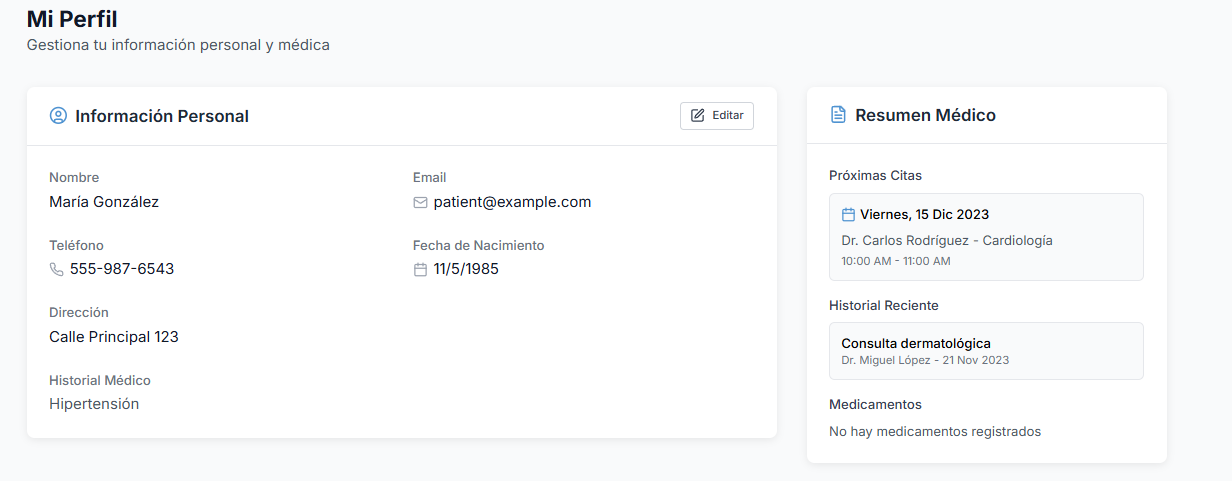 Mi Perfil
Gestiona tu información personal y médica
Información Personal
Editar
Nombre
María González
Email
patient@example.com
Teléfono
555-987-6543
Fecha de Nacimiento
11/5/1985
Dirección
Calle Principal 123
Historial Médico
Hipertensión
Resumen Médico
Próximas Citas
Viernes, 15 Dic 2023
Dr. Carlos Rodríguez - Cardiología
10:00 AM - 11:00 AM
Historial Reciente
Consulta dermatológica
Dr. Miguel López - 21 Nov 2023
Medicamentos
No hay medicamentos registrados